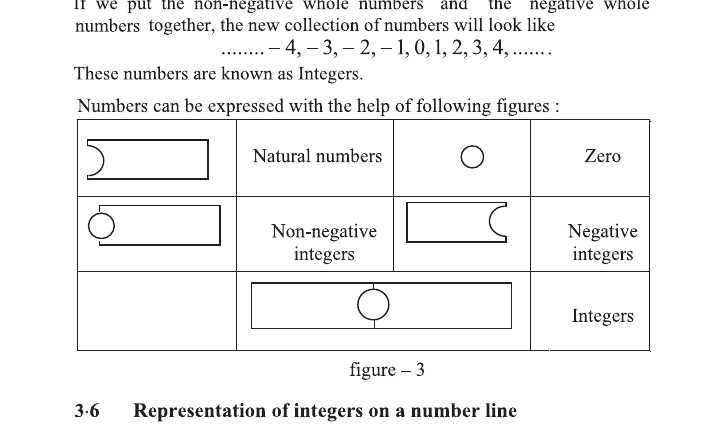 If we put the non-negative whole numbers and the negative whole
numbers together, the new collection of numbers will look like
........ – 4, – 3, – 2, – 1, 0, 1, 2, 3, 4, .......
These numbers are known as Integers.
Numbers can be expressed with the help of following figures :
Natural numbers Zero
Non-negative integers Negative integers
Integers
figure – 3
3·6 Representation of integers on a number line